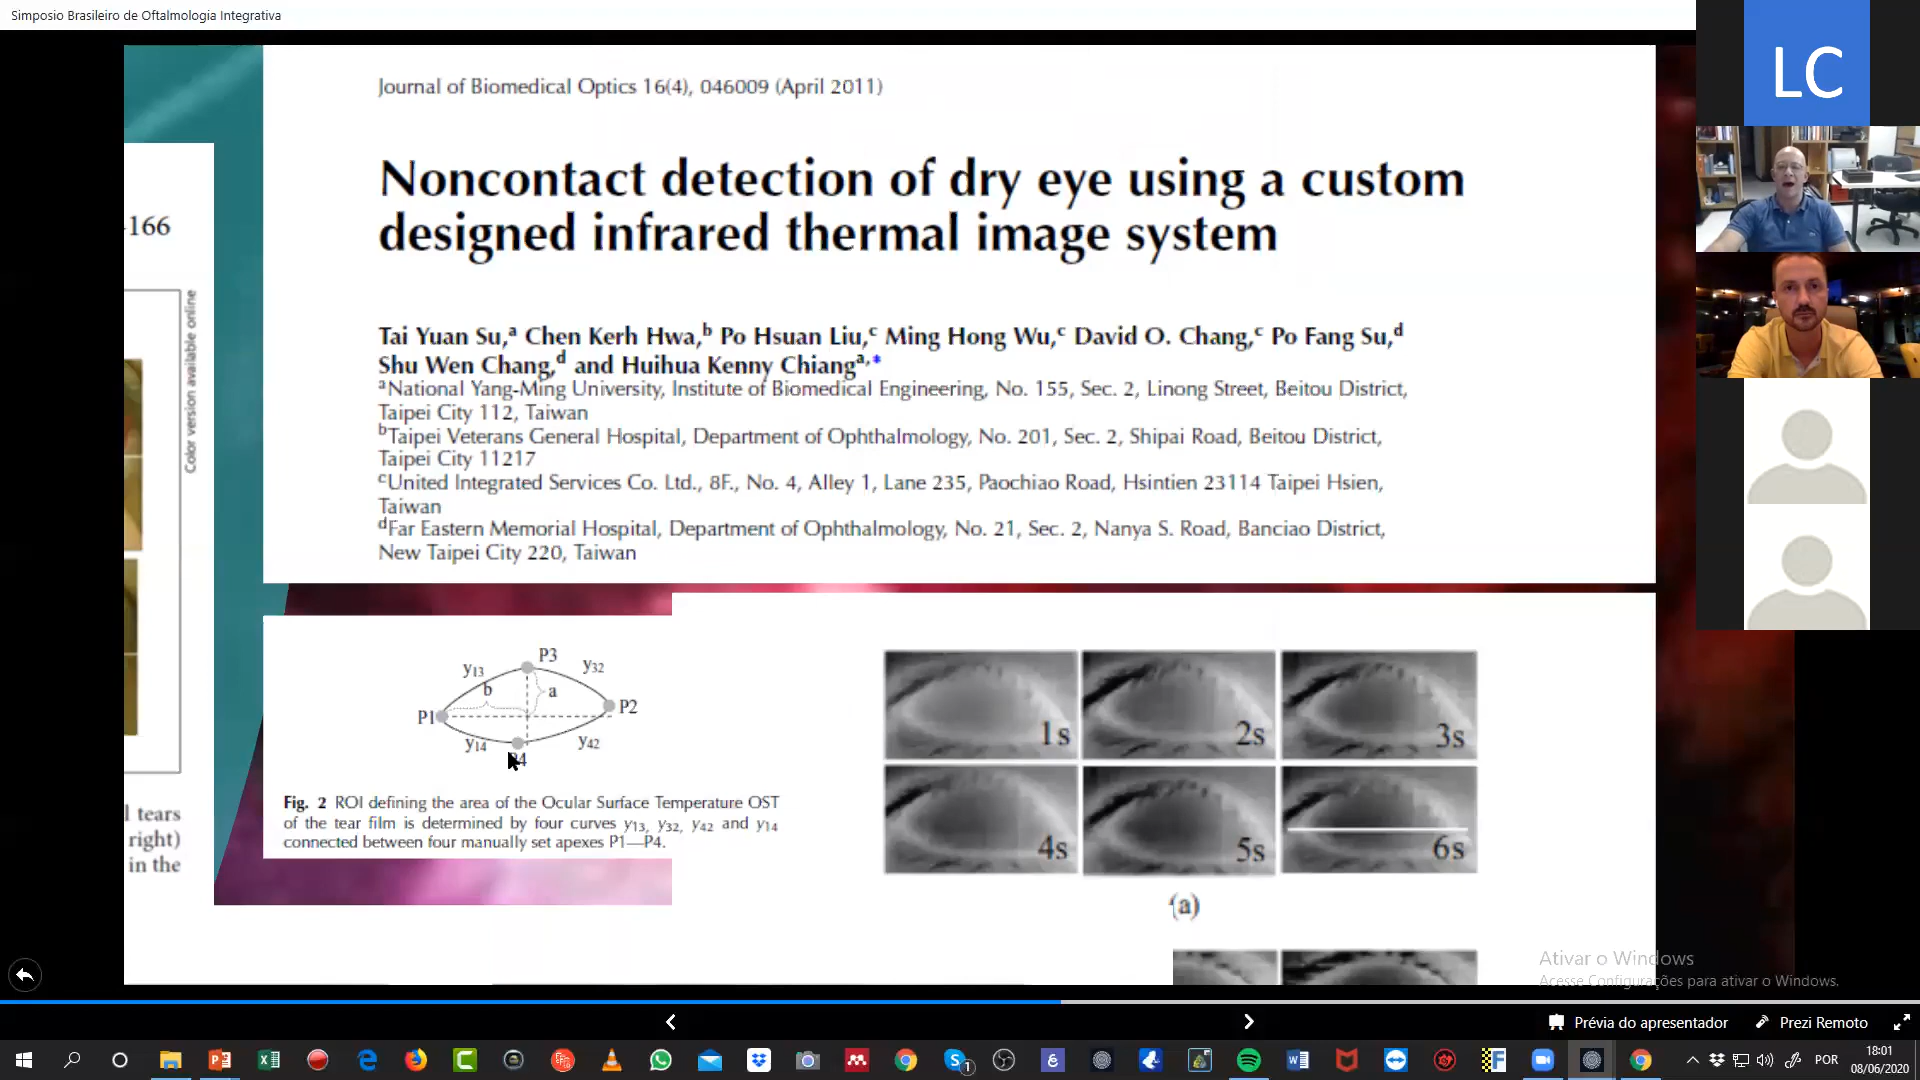 Simposio Brasileiro de Oftalmologia Integrativa
LC
-166
Color version available online
l tears
right)
in the
Journal of Biomedical Optics 16(4), 046009 (April 2011)
Noncontact detection of dry eye using a custom
designed infrared thermal image system
Tai Yuan Su,a Chen Kerh Hwa,b Po Hsuan Liu,c Ming Hong Wu,c David O. Chang,c Po Fang Su,d
Shu Wen Chang,d and Huihua Kenny Chianga,*
aNational Yang-Ming University, Institute of Biomedical Engineering, No. 155, Sec. 2, Linong Street, Beitou District,
Taipei City 112, Taiwan
bTaipei Veterans General Hospital, Department of Ophthalmology, No. 201, Sec. 2, Shipai Road, Beitou District,
Taipei City 11217
cUnited Integrated Services Co. Ltd., 8F., No. 4, Alley 1, Lane 235, Paochiao Road, Hsintien 23114 Taipei Hsien,
Taiwan
dFar Eastern Memorial Hospital, Department of Ophthalmology, No. 21, Sec. 2, Nanya S. Road, Banciao District,
New Taipei City 220, Taiwan
P3
y13
y32
b
a
P1
P2
y14
y42
Fig. 2 ROI defining the area of the Ocular Surface Temperature OST
of the tear film is determined by four curves y13, y32, y42 and y14
connected between four manually set apexes P1—P4.
1s
2s
3s
4s
5s
6s
(a)
Ativar o Windows
Acesse Configurações para ativar o Windows.
Prévia do apresentador
Prezi Remoto
POR
18:01
08/06/2020